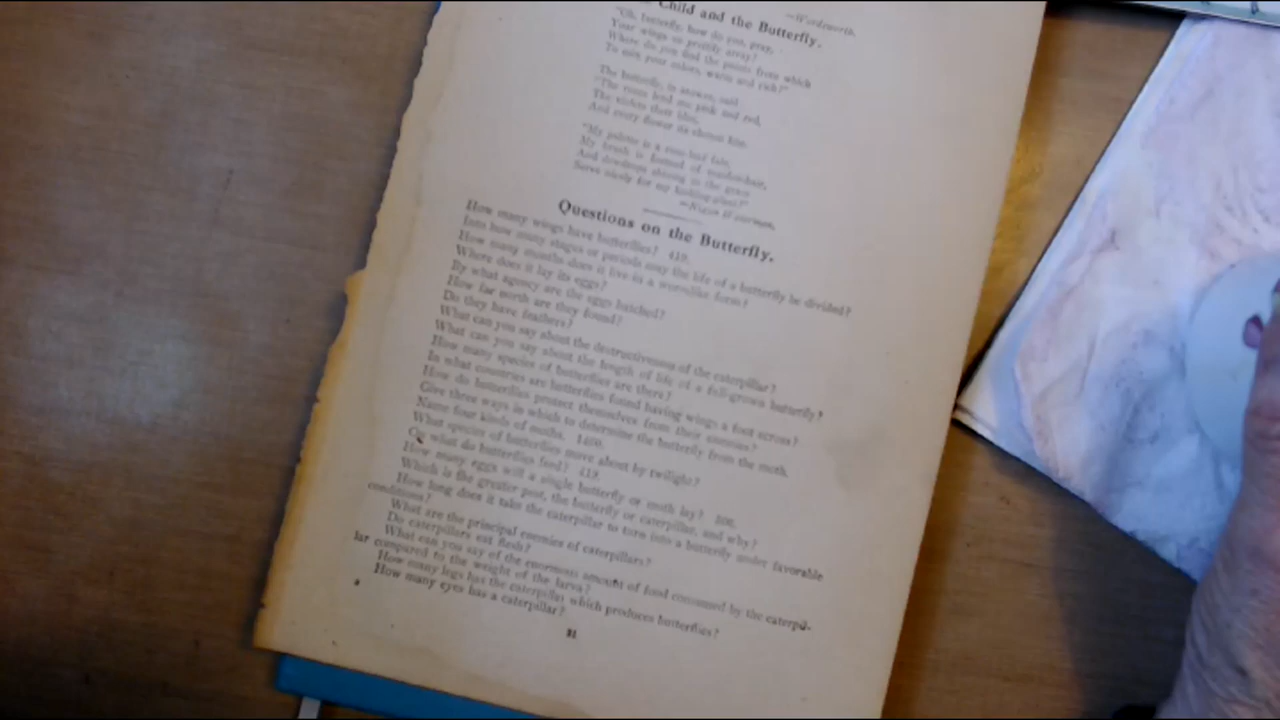 —Wordsworth.
Child and the Butterfly.
"Oh, butterfly, how do you, pray,
Your wings so prettily array?
Where do you find the paints from which
To mix your colors, warm and rich?"
The butterfly, in answer, said:
"The roses lend me pink and red,
The violets their blue,
And every flower its chosen hue.
"My palette is a rose-leaf fair,
My brush is formed of maiden-hair,
And dewdrops shining in the grass
Serve nicely for my looking-glass!"
Questions on the Butterfly.
How many wings have butterflies? 419.
Into how many stages or periods may the life of a butterfly be divided?
How many months does it live in a wormlike form?
Where does it lay its eggs?
By what agency are the eggs hatched?
How far north are they found?
Do they have feathers?
What can you say about the destructiveness of the caterpillar?
What can you say about the length of life of a full-grown butterfly?
How many species of butterflies are there?
In what countries are butterflies found having wings a foot across?
How do butterflies protect themselves from their enemies?
Give three ways in which to determine the butterfly from the moth.
Name four kinds of moths. 1460.
What species of butterflies move about by twilight?
On what do butterflies feed? 419.
How many eggs will a single butterfly or moth lay?
Which is the greater pest, the butterfly or caterpillar, and why?
How long does it take the caterpillar to turn into a butterfly under favorable
conditions?
What are the principal enemies of caterpillars?
Do caterpillars eat flesh?
What can you say of the enormous amount of food consumed by the caterpil-
lar compared to the weight of the larva?
How many legs has the caterpillar which produces butterflies?
How many eyes has a caterpillar?
21